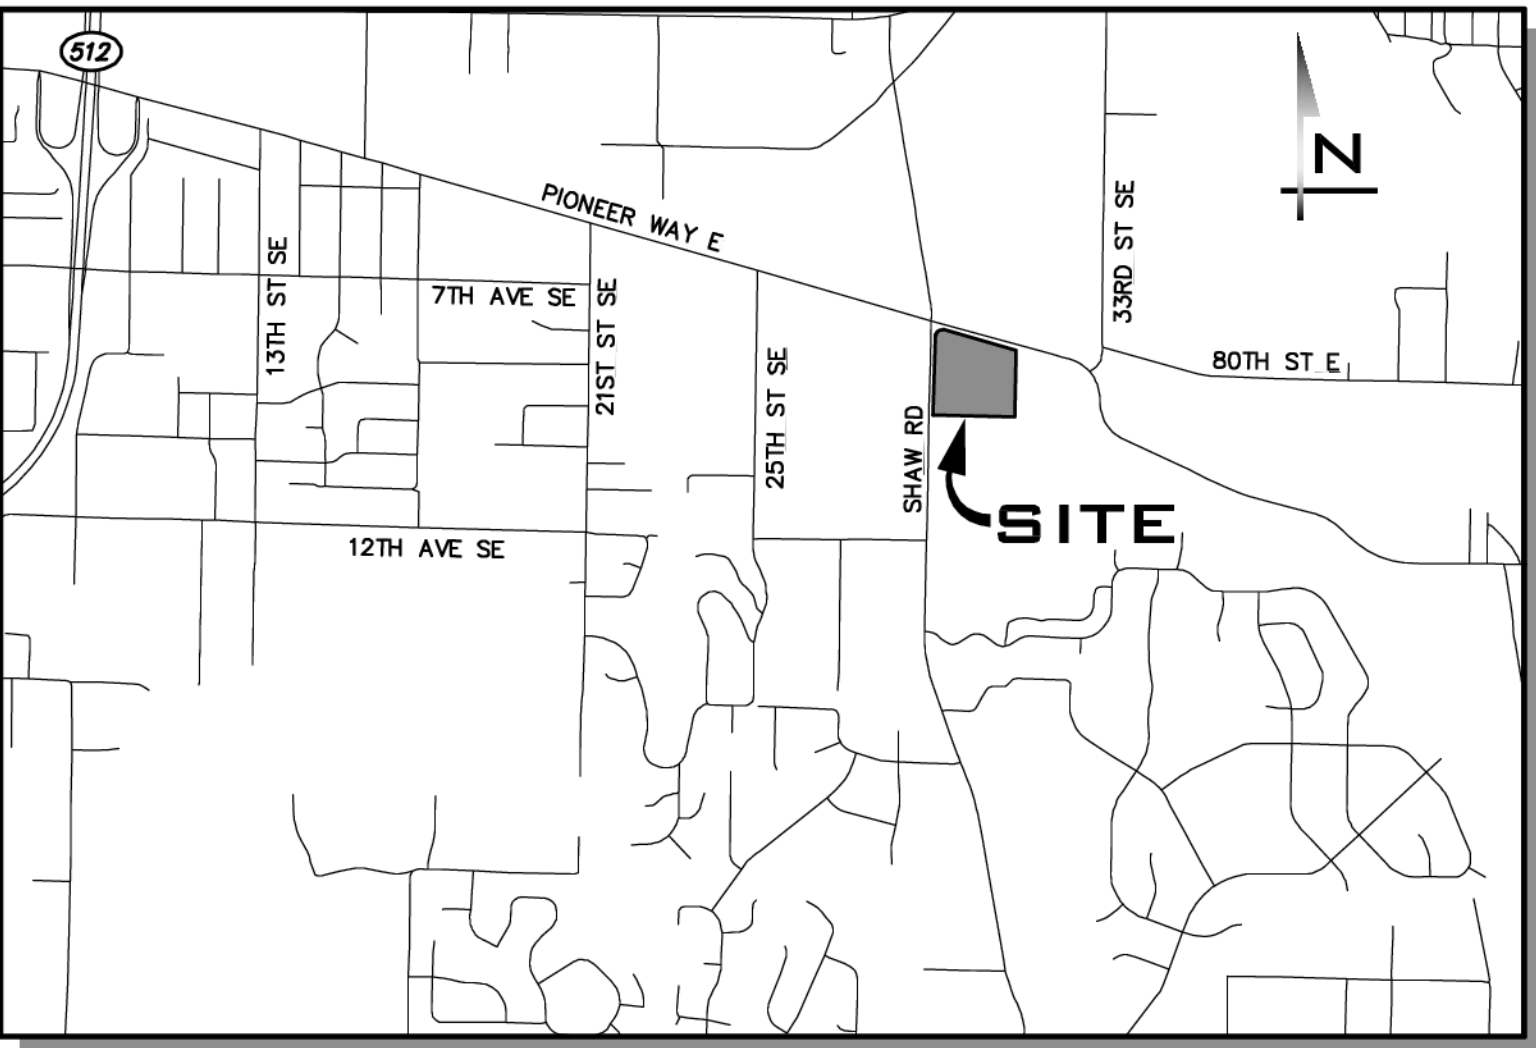 512
N
PIONEER WAY E
33RD ST SE
13TH ST SE
7TH AVE SE
21ST ST SE
25TH ST SE
80TH ST E
SHAW RD
SITE
12TH AVE SE